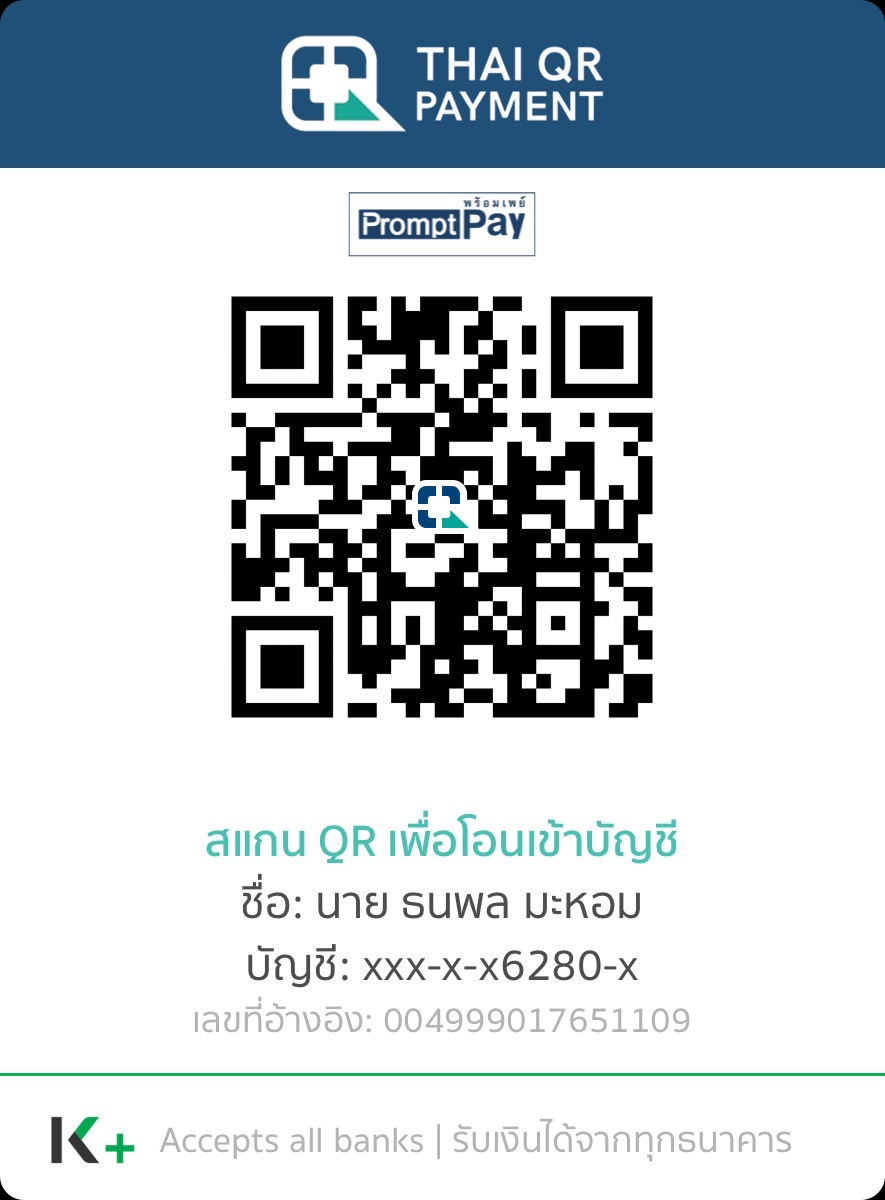 THAI QR
PAYMENT
พร้อมเพย์
PromptPay
สแกน QR เพื่อโอนเข้าบัญชี
ชื่อ: นาย ธนพล มะหอม
บัญชี: xxx-x-x6280-x
เลขที่อ้างอิง: 004999017651109
K+ Accepts all banks | รับเงินได้จากทุกธนาคาร